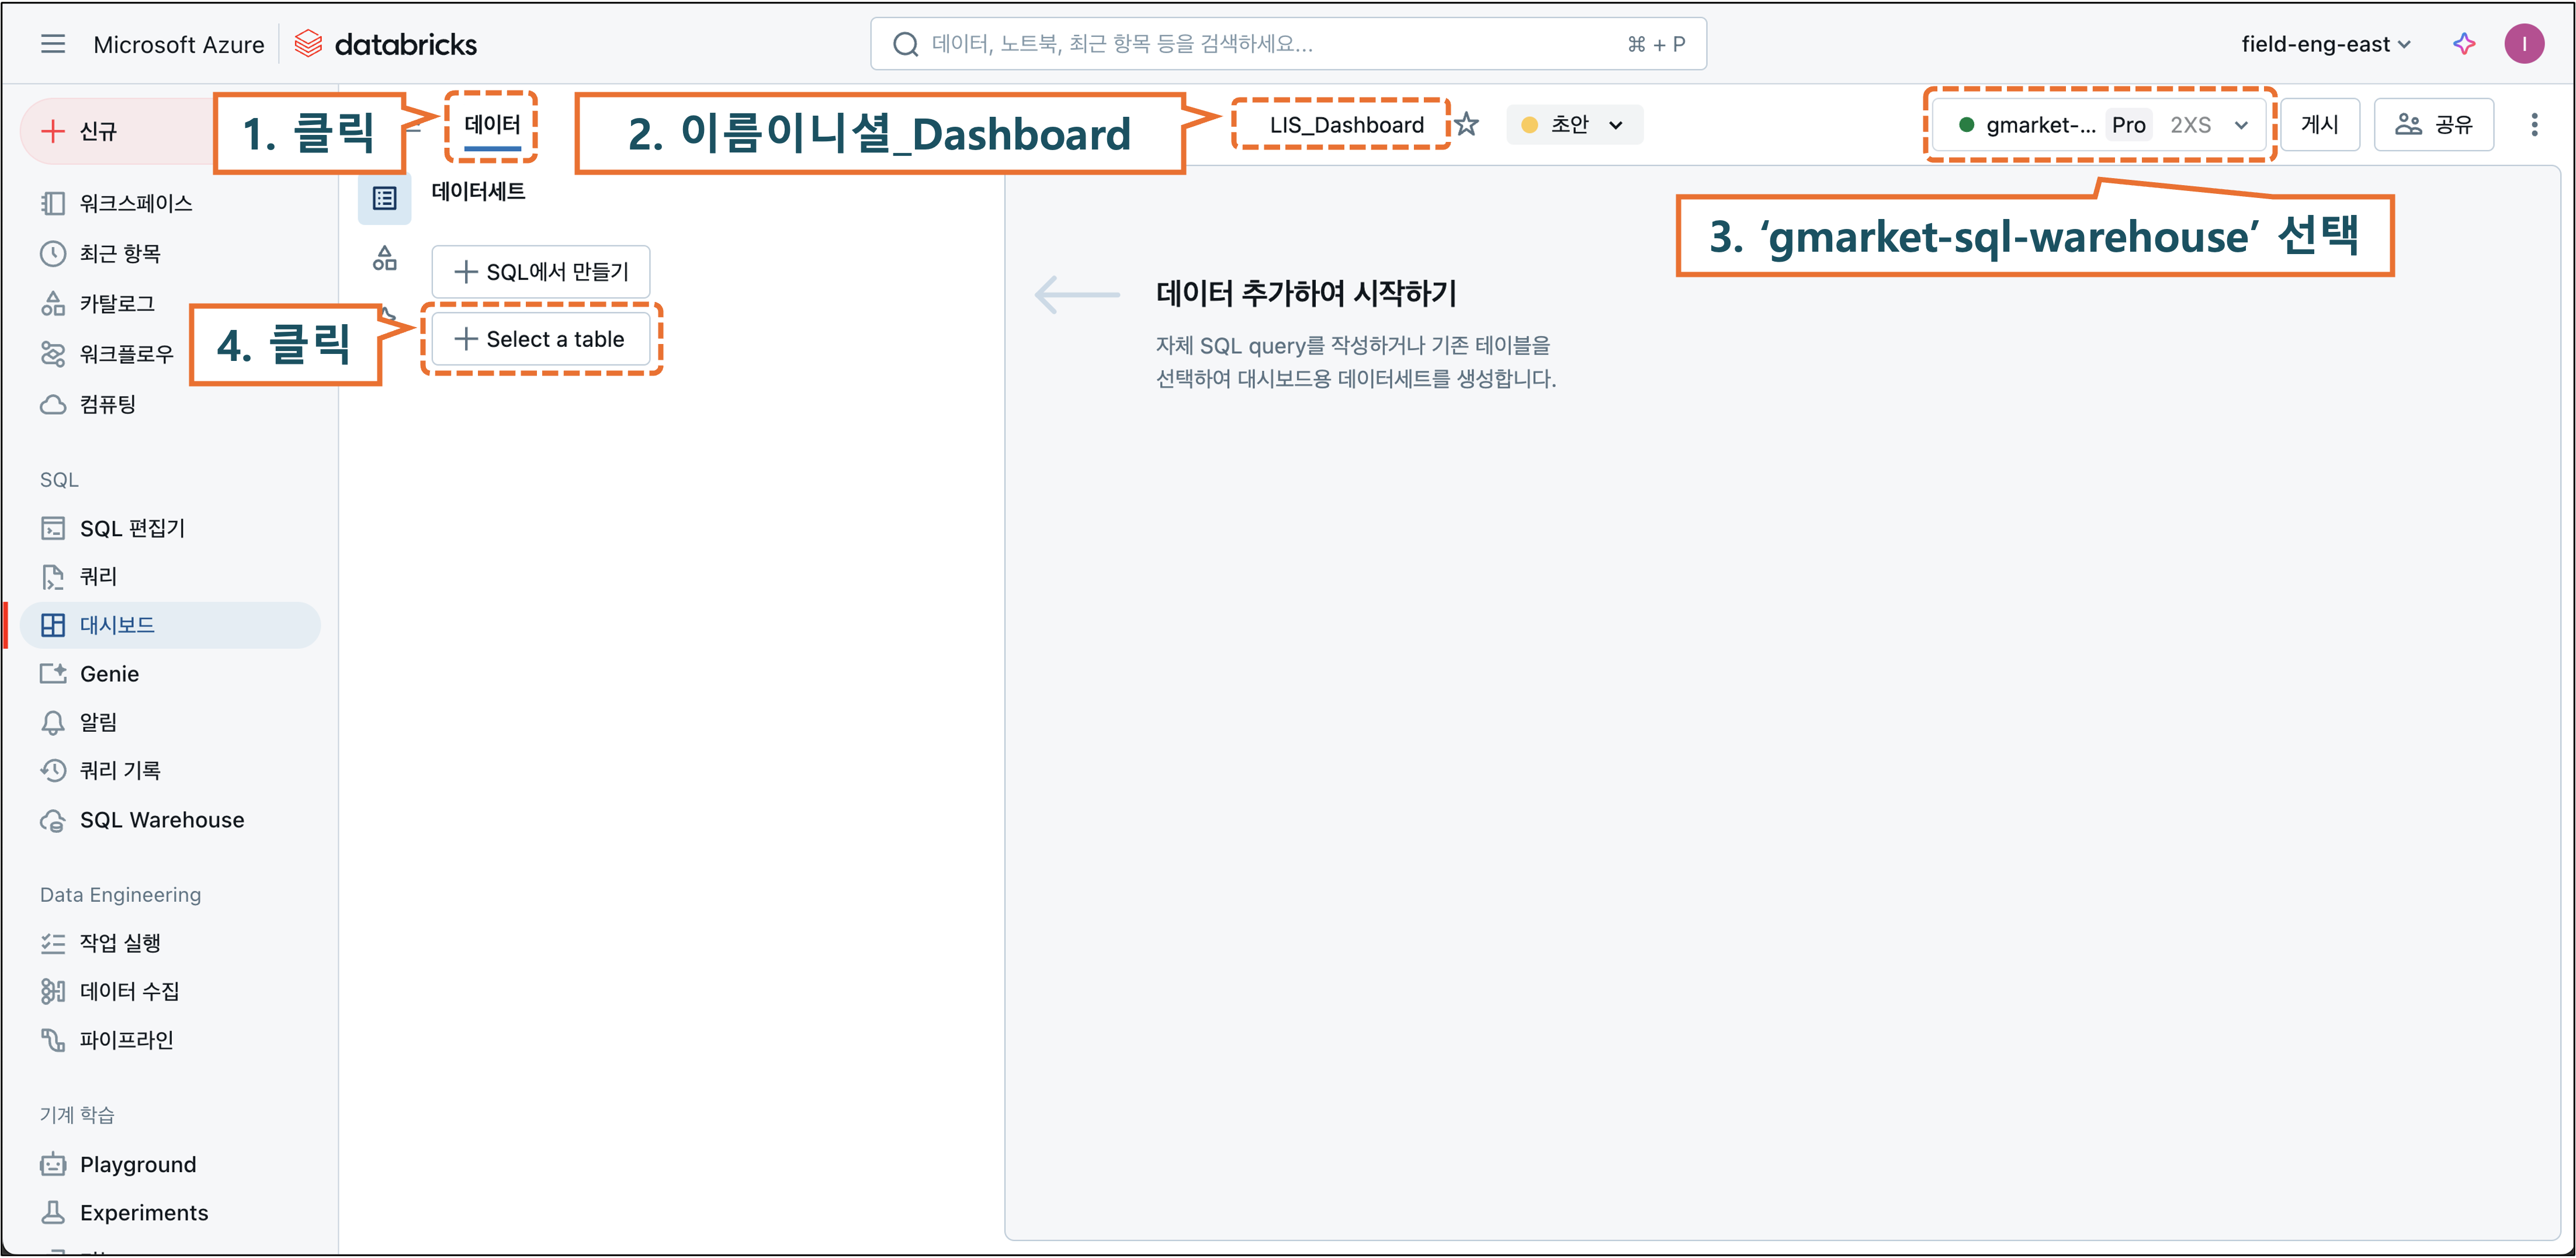 Microsoft Azure
databricks
데이터, 노트북, 최근 항목 등을 검색하세요...
⌘ + P
field-eng-east
I
신규
1. 클릭
데이터
2. 이름이니셜_Dashboard
LIS_Dashboard
초안
gmarket-... Pro 2XS
게시
공유
3. ‘gmarket-sql-warehouse’ 선택
워크스페이스
최근 항목
카탈로그
워크플로우
컴퓨팅
SQL
SQL 편집기
쿼리
대시보드
Genie
알림
쿼리 기록
SQL Warehouse
Data Engineering
작업 실행
데이터 수집
파이프라인
기계 학습
Playground
Experiments
데이터세트
SQL에서 만들기
4. 클릭
Select a table
데이터 추가하여 시작하기
자체 SQL query를 작성하거나 기존 테이블을
선택하여 대시보드용 데이터세트를 생성합니다.